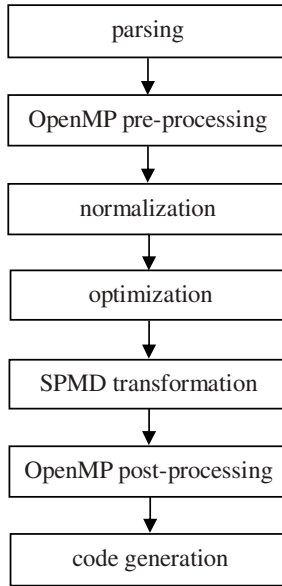 parsing
OpenMP pre-processing
normalization
optimization
SPMD transformation
OpenMP post-processing
code generation